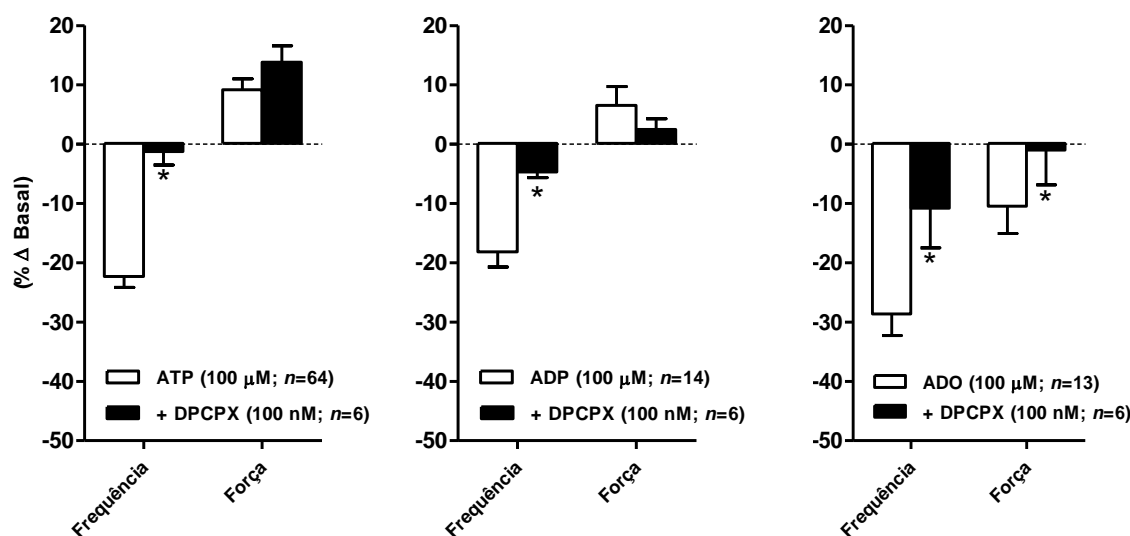 (% Δ Basal)
20
10
0
-10
-20
-30
-40
-50
*
ATP (100 μM; n=64)
+ DPCPX (100 nM; n=6)
Frequência
Força
20
10
0
-10
-20
-30
-40
-50
*
ADP (100 μM; n=14)
+ DPCPX (100 nM; n=6)
Frequência
Força
20
10
0
-10
-20
-30
-40
-50
*
*
ADO (100 μM; n=13)
+ DPCPX (100 nM; n=6)
Frequência
Força